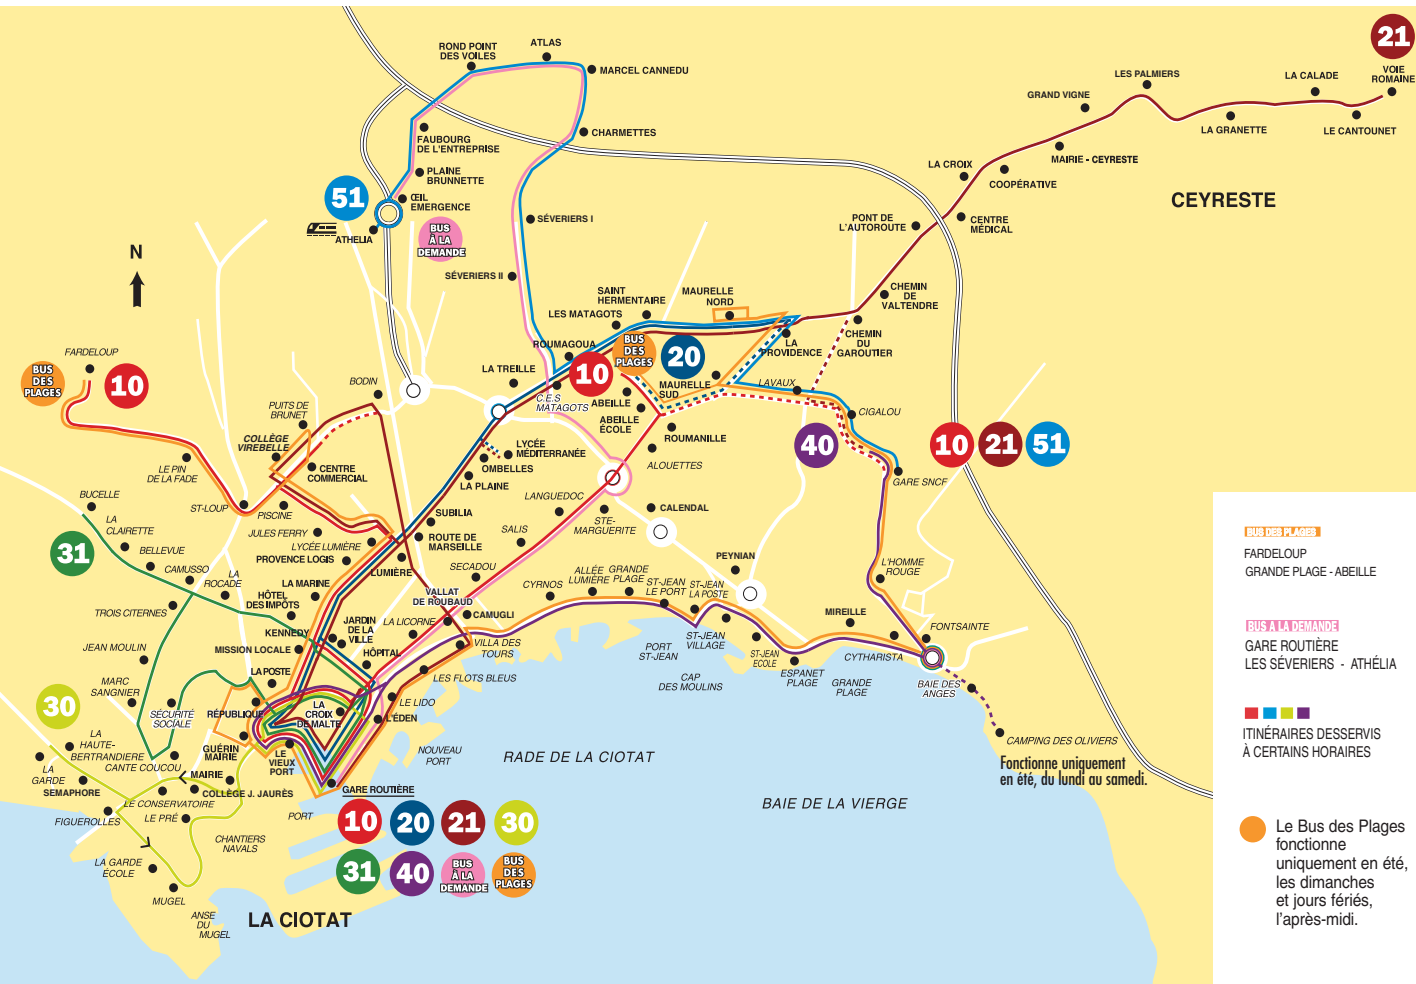 21
VOIE
ROMAINE
LA CALADE
LES PALMIERS
GRAND VIGNE
LA GRANETTE
LE CANTOUNET
MAIRIE - CEYRESTE
LA CROIX
COOPÉRATIVE
CEYRESTE
CENTRE
MÉDICAL
PONT DE
L'AUTOROUTE
CHEMIN
DE
VALTENDRE
CHEMIN
DU
GAROUTIER
ROND POINT
DES VOILES
ATLAS
MARCEL CANNEDU
CHARMETTES
FAUBOURG
DE L'ENTREPRISE
PLAINE
BRUNNETTE
ŒIL
EMERGENCE
51
ATHELIA
BUS
À LA
DEMANDE
SÉVERIERS I
SÉVERIERS II
N
SAINT
HERMENTAIRE
MAURELLE
NORD
LES MATAGOTS
ROUMAGOUA
BUS
DES
PLAGES
20
LA
PROVIDENCE
LA TREILLE
10
C.E.S
MATAGOTS
ABEILLE
ABEILLE
ÉCOLE
MAURELLE
SUD
LAVAUX
CIGALOU
ROUMANILLE
ALOUETTES
40
10
21
51
GARE SNCF
FARDELOUP
BUS
DES
PLAGES
10
BODIN
PUITS DE
BRUNET
COLLÈGE
VIREBELLE
CENTRE
COMMERCIAL
LE PIN
DE LA FADE
ST-LOUP
PISCINE
LYCÉE
MÉDITERRANÉE
OMBELLES
LA PLAINE
LANGUEDOC
STE-
MARGUERITE
CALENDAL
SUBILIA
ROUTE DE
MARSEILLE
SALIS
SECADOU
JULES FERRY
LYCÉE LUMIÈRE
PROVENCE LOGIS
LUMIÈRE
BUCELLE
LA
CLAIRETTE
31
BELLEVUE
CAMUSSO
LA
ROCADE
TROIS CITERNES
JEAN MOULIN
MARC
SANGNIER
LA MARINE
HÔTEL
DES IMPÔTS
KENNEDY
MISSION LOCALE
LA POSTE
JARDIN
DE LA
VILLE
HÔPITAL
LA LICORNE
VALLAT
DE ROUBAUD
CAMUGLI
CYRNOS
ALLÉE
LUMIÈRE
GRANDE
PLAGE
ST-JEAN
LE PORT
ST-JEAN
LA POSTE
PEYNIAN
L'HOMME
ROUGE
MIREILLE
FONTSAINTE
VILLA DES
TOURS
LES FLOTS BLEUS
LE LIDO
L'ÉDEN
PORT
ST-JEAN
ST-JEAN
VILLAGE
ST-JEAN
ECOLE
CAP
DES MOULINS
ESPANET
PLAGE
GRANDE
PLAGE
CYTHARISTA
BAIE DES
ANGES
CAMPING DES OLIVIERS
Fonctionne uniquement
en été, du lundi au samedi.
30
SÉCURITÉ
SOCIALE
RÉPUBLIQUE
LA
CROIX
DE MALTE
GUÉRIN
MAIRIE
LE
VIEUX
PORT
LA
HAUTE-
BERTRANDIERE
CANTE COUCOU
LA
GARDE
SEMAPHORE
MAIRIE
COLLÈGE J. JAURÈS
LE CONSERVATOIRE
LE PRÉ
FIGUEROLLES
LA GARDE
ÉCOLE
MUGEL
CHANTIERS
NAVALS
ANSE
DU
MUGEL
PORT
NOUVEAU
PORT
GARE ROUTIÈRE
10
20
21
30
31
40
BUS
À LA
DEMANDE
BUS
DES
PLAGES
LA CIOTAT
RADE DE LA CIOTAT
BAIE DE LA VIERGE
BUS DES PLAGES
FARDELOUP
GRANDE PLAGE - ABEILLE
BUS A LA DEMANDE
GARE ROUTIÈRE
LES SÉVERIERS - ATHÉLIA
ITINÉRAIRES DESSERVIS
À CERTAINS HORAIRES
Le Bus des Plages
fonctionne
uniquement en été,
les dimanches
et jours fériés,
l'après-midi.